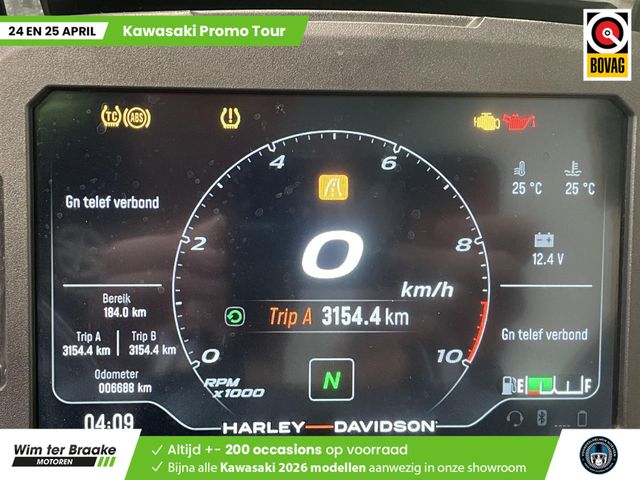 24 EN 25 APRIL
Kawasaki Promo Tour
BOVAG
TC ABS
4 6
Gn telef verbond
25 °C 25 °C
2 0 8
12.4 V
km/h
Bereik
184.0 km
Trip A 3154.4 km
Trip A Trip B
3154.4 km 3154.4 km
Gn telef verbond
0 10
Odometer
006688 km
RPM
x1000
N
E F
04:09
HARLEY DAVIDSON
Wim ter Braake
MOTOREN
✓ Altijd +- 200 occasions op voorraad
✓ Bijna alle Kawasaki 2026 modellen aanwezig in onze showroom